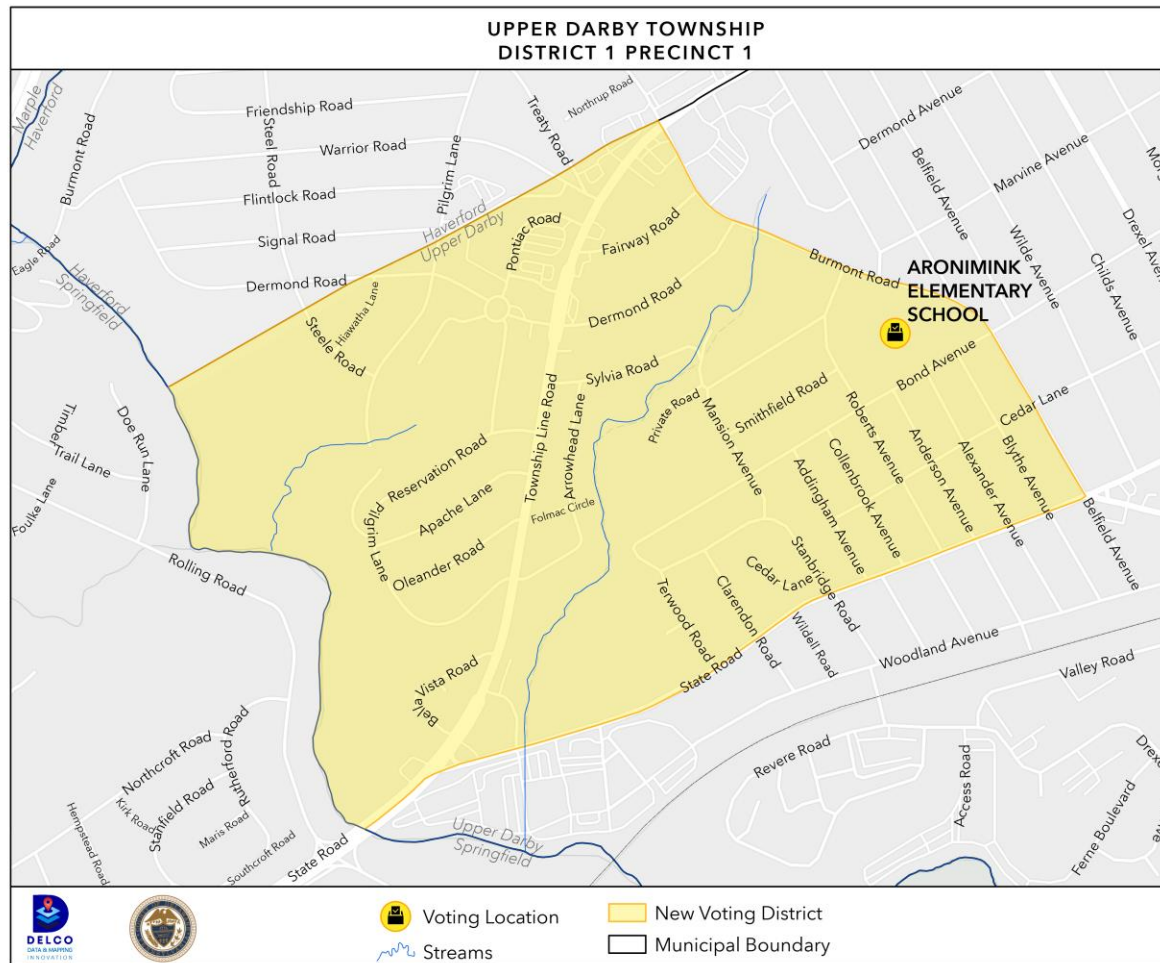 UPPER DARBY TOWNSHIP
DISTRICT 1 PRECINCT 1
Marple
Haverford
Burmont Road
Friendship Road
Steel Road
Warrior Road
Flintlock Road
Pilgrim Lane
Signal Road
Dermond Road
Treaty Road
Northrup Road
Haverford
Upper Darby
Eagle Road
Haverford
Springfield
Dermond Avenue
Belfield Avenue
Marvine Avenue
Wilde Avenue
Childs Avenue
Drexel Ave
Pontiac Road
Fairway Road
Burmont Road
ARONIMINK
ELEMENTARY
SCHOOL
Hiawatha Lane
Steele Road
Dermond Road
Sylvia Road
Township Line Road
Arrowhead Lane
Private Road
Mansion Avenue
Smithfield Road
Bond Avenue
Cedar Lane
Roberts Avenue
Anderson Avenue
Alexander Avenue
Blythe Avenue
Collenbrook Avenue
Addingham Avenue
Belfield Avenue
Timber
Trail Lane
Doe Run Lane
Foulke Lane
Rolling Road
Reservation Road
Apache Lane
Pilgrim Lane
Oleander Road
Folmac Circle
Cedar Lane
Stanbridge Road
Terwood Road
Clarendon Road
Wildell Road
State Road
Woodland Avenue
Valley Road
Bella
Vista Road
Northcroft Road
Rutherford Road
Kirk Road
Stanfield Road
Maris Road
Hempstead Road
Southcroft Road
State Road
Upper Darby
Springfield
Revere Road
Access Road
Ferne Boulevard
Drexe
DELCO
DATA & MAPPING
INNOVATION
Voting Location
Streams
New Voting District
Municipal Boundary